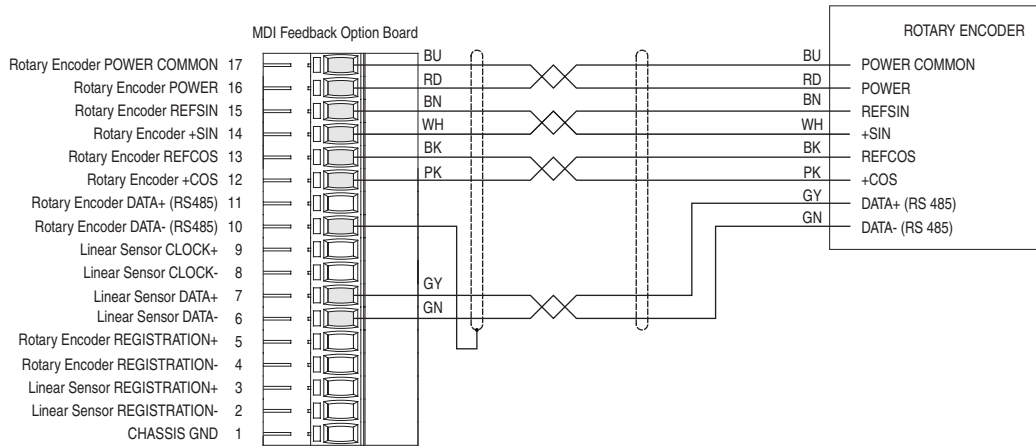 ROTARY ENCODER
MDI Feedback Option Board
Rotary Encoder POWER COMMON 17 BU BU POWER COMMON
Rotary Encoder POWER 16 RD RD POWER
Rotary Encoder REFSIN 15 BN BN REFSIN
Rotary Encoder +SIN 14 WH WH +SIN
Rotary Encoder REFCOS 13 BK BK REFCOS
Rotary Encoder +COS 12 PK PK +COS
Rotary Encoder DATA+ (RS485) 11 GY DATA+ (RS 485)
Rotary Encoder DATA- (RS485) 10 GN DATA- (RS 485)
Linear Sensor CLOCK+ 9
Linear Sensor CLOCK- 8
Linear Sensor DATA+ 7 GY
Linear Sensor DATA- 6 GN
Rotary Encoder REGISTRATION+ 5
Rotary Encoder REGISTRATION- 4
Linear Sensor REGISTRATION+ 3
Linear Sensor REGISTRATION- 2
CHASSIS GND 1